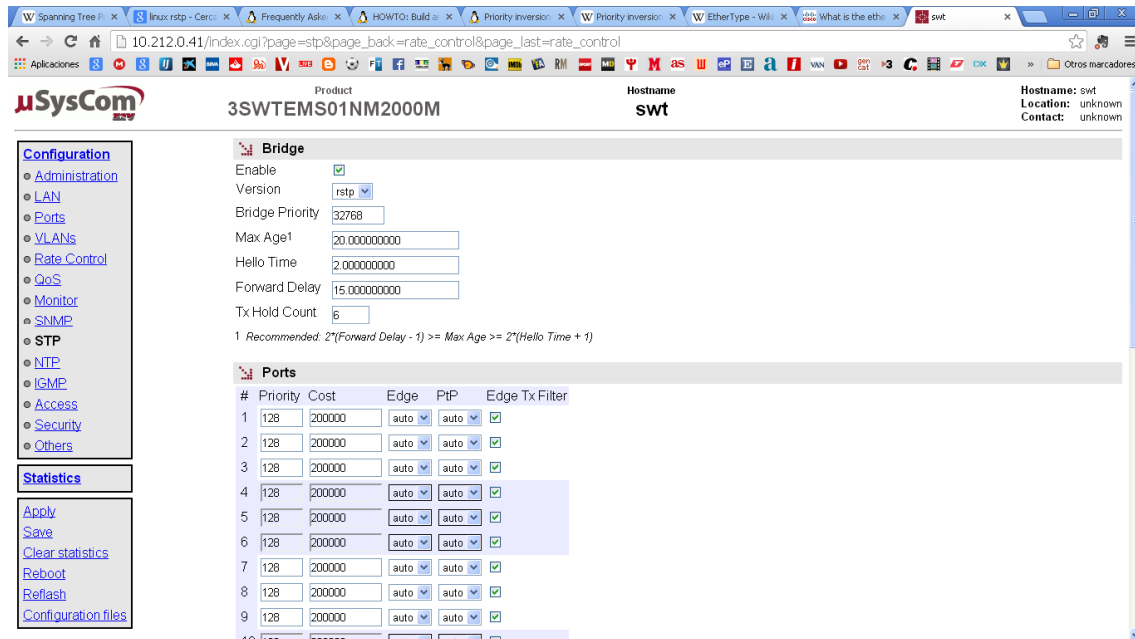 Spanning Tree P
linux rstp - Cerca
Frequently Aske
HOWTO: Build a
Priority inversion
Priority inversion
EtherType - Wiki
What is the ethe
swt
10.212.0.41/index.cgi?page=stp&page_back=rate_control&page_last=rate_control
Aplicaciones
Otros marcadores
µSysCom
Product
3SWTEMS01NM2000M
Hostname
swt
Hostname: swt
Location: unknown
Contact: unknown
Configuration
Administration
LAN
Ports
VLANs
Rate Control
QoS
Monitor
SNMP
STP
NTP
IGMP
Access
Security
Others
Statistics
Apply
Save
Clear statistics
Reboot
Reflash
Configuration files
Bridge
Enable
Version rstp
Bridge Priority 32768
Max Age1 20.000000000
Hello Time 2.000000000
Forward Delay 15.000000000
Tx Hold Count 6
1 Recommended: 2*(Forward Delay - 1) >= Max Age >= 2*(Hello Time + 1)
Ports
# Priority Cost Edge PtP Edge Tx Filter
1 128 200000 auto auto
2 128 200000 auto auto
3 128 200000 auto auto
4 128 200000 auto auto
5 128 200000 auto auto
6 128 200000 auto auto
7 128 200000 auto auto
8 128 200000 auto auto
9 128 200000 auto auto